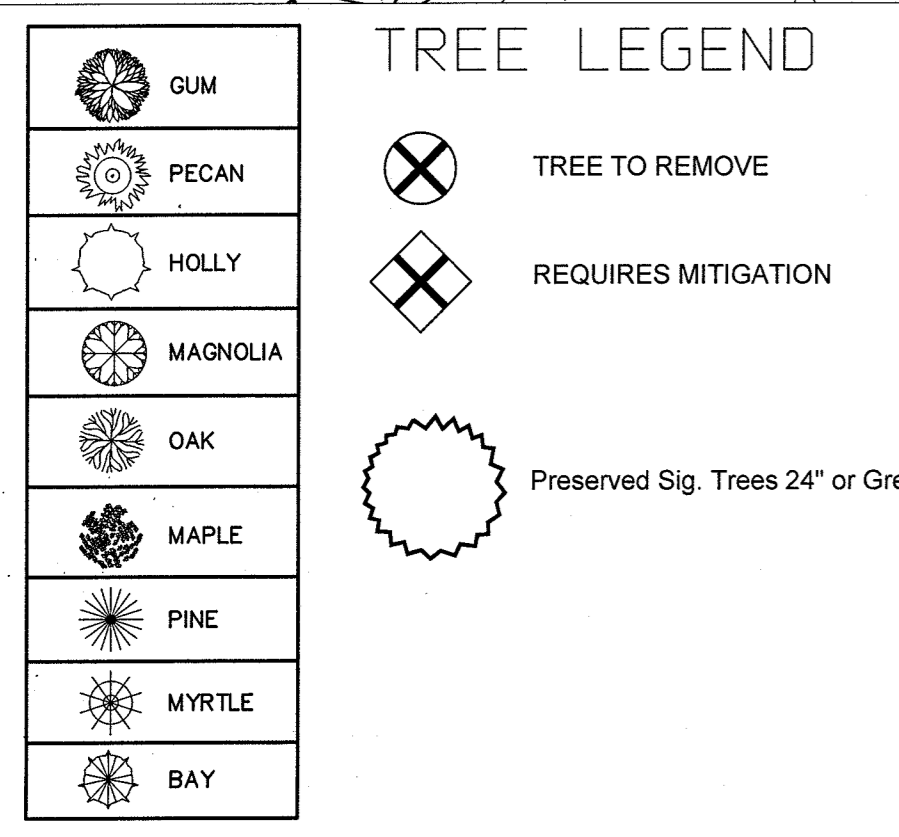 GUM
PECAN
HOLLY
MAGNOLIA
OAK
MAPLE
PINE
MYRTLE
BAY
TREE LEGEND
TREE TO REMOVE
REQUIRES MITIGATION
Preserved Sig. Trees 24" or Gre